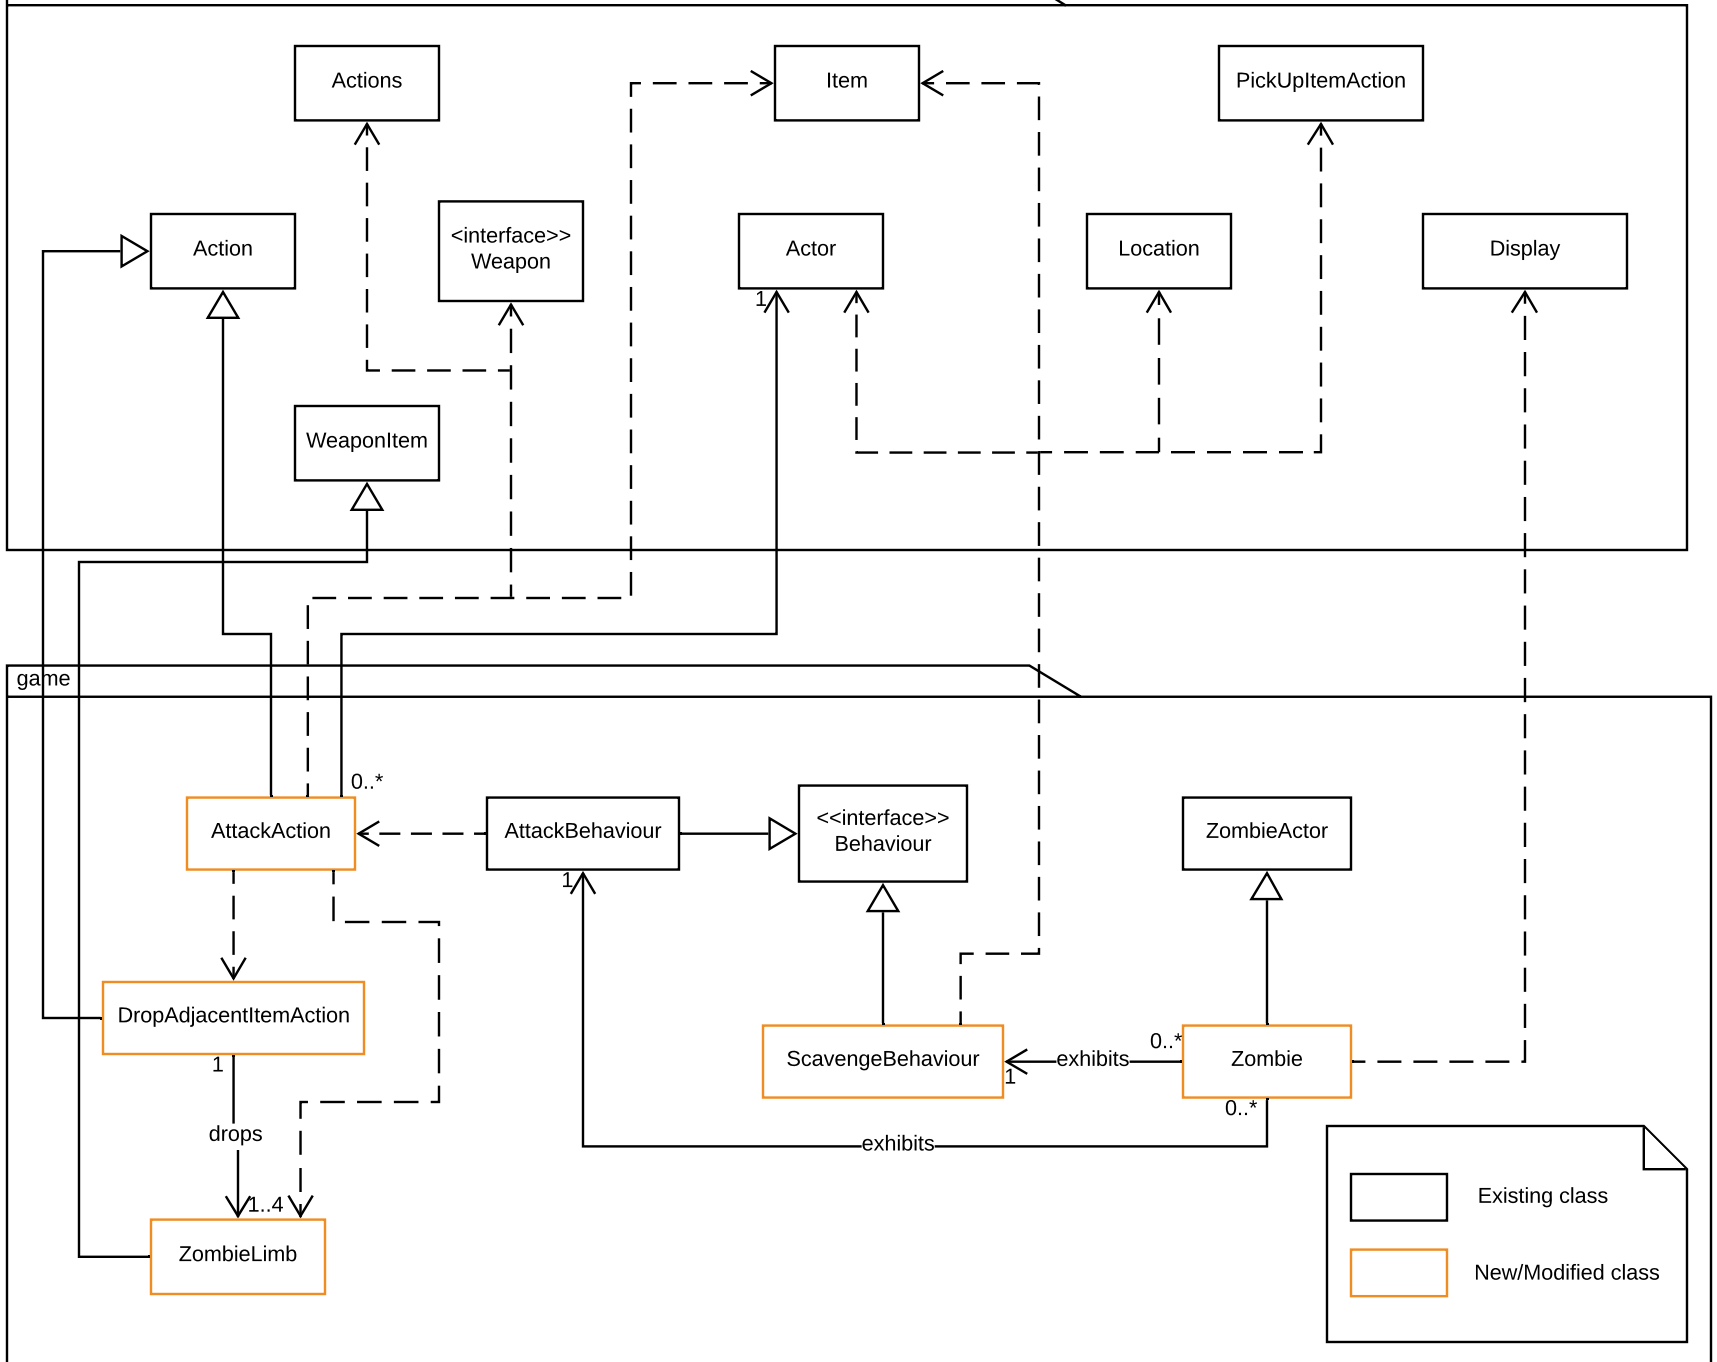 Actions
Item
PickUpItemAction
Action
<interface>>
Weapon
Actor
Location
Display
1
WeaponItem
game
0..*
AttackAction
AttackBehaviour
<<interface>>
Behaviour
ZombieActor
1
DropAdjacentItemAction
ScavengeBehaviour
exhibits
0..*
Zombie
1
1
0..*
drops
exhibits
1..4
ZombieLimb
Existing class
New/Modified class